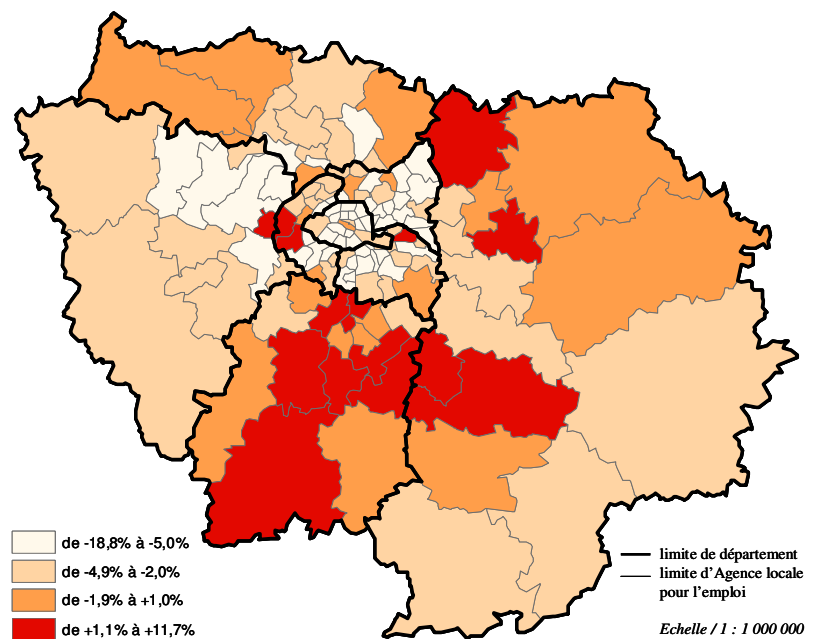 de -18,8% à -5,0%
de -4,9% à -2,0%
de -1,9% à +1,0%
de +1,1% à +11,7%
limite de département
limite d'Agence locale
pour l'emploi
Echelle / 1 : 1 000 000